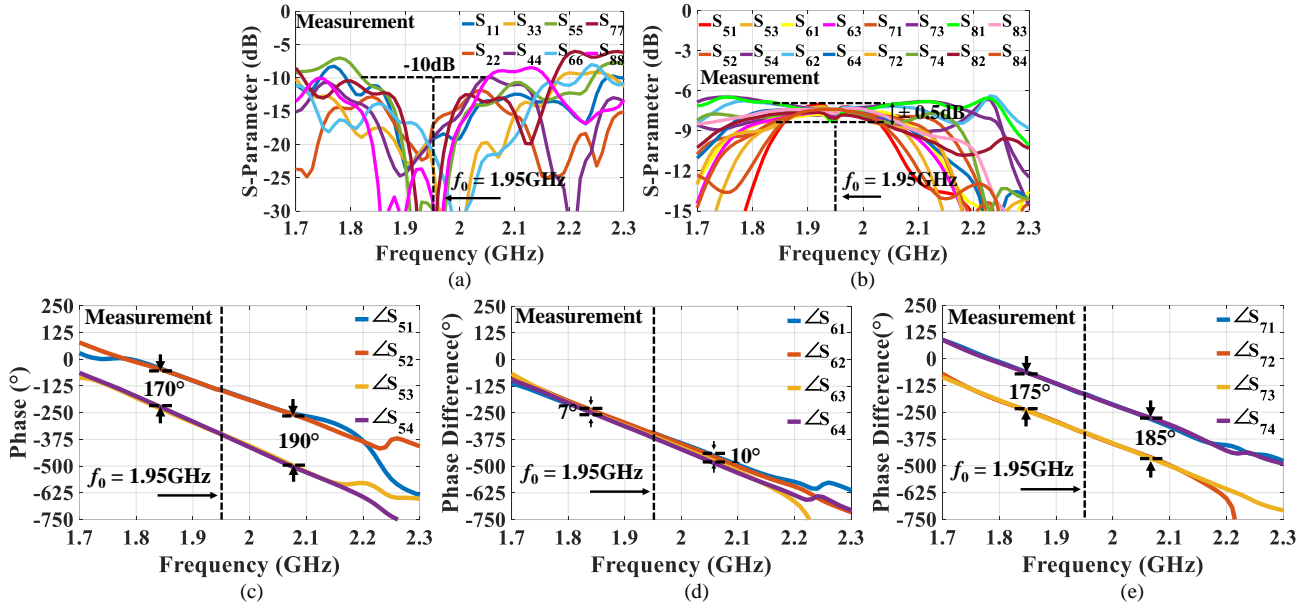 Measurement
S11 S33 S55 S77
S22 S44 S66 S88
-10dB
f0 = 1.95GHz
S-Parameter (dB)
0
-5
-10
-15
-20
-25
-30
1.7 1.8 1.9 2 2.1 2.2 2.3
Frequency (GHz)
(a)
S51 S53 S61 S63 S71 S73 S81 S83
S52 S54 S62 S64 S72 S74 S82 S84
Measurement
± 0.5dB
f0 = 1.95GHz
S-Parameter (dB)
0
-3
-6
-9
-12
-15
1.7 1.8 1.9 2 2.1 2.2 2.3
Frequency (GHz)
(b)
Measurement
∠S51
∠S52
∠S53
∠S54
170°
190°
f0 = 1.95GHz
Phase (°)
250
125
0
-125
-250
-375
-500
-625
-750
1.7 1.8 1.9 2 2.1 2.2 2.3
Frequency (GHz)
(c)
Measurement
∠S61
∠S62
∠S63
∠S64
7°
10°
f0 = 1.95GHz
Phase Difference(°)
250
125
0
-125
-250
-375
-500
-625
-750
1.7 1.8 1.9 2 2.1 2.2 2.3
Frequency (GHz)
(d)
Measurement
∠S71
∠S72
∠S73
∠S74
175°
185°
f0 = 1.95GHz
Phase Difference(°)
250
125
0
-125
-250
-375
-500
-625
-750
1.7 1.8 1.9 2 2.1 2.2 2.3
Frequency (GHz)
(e)